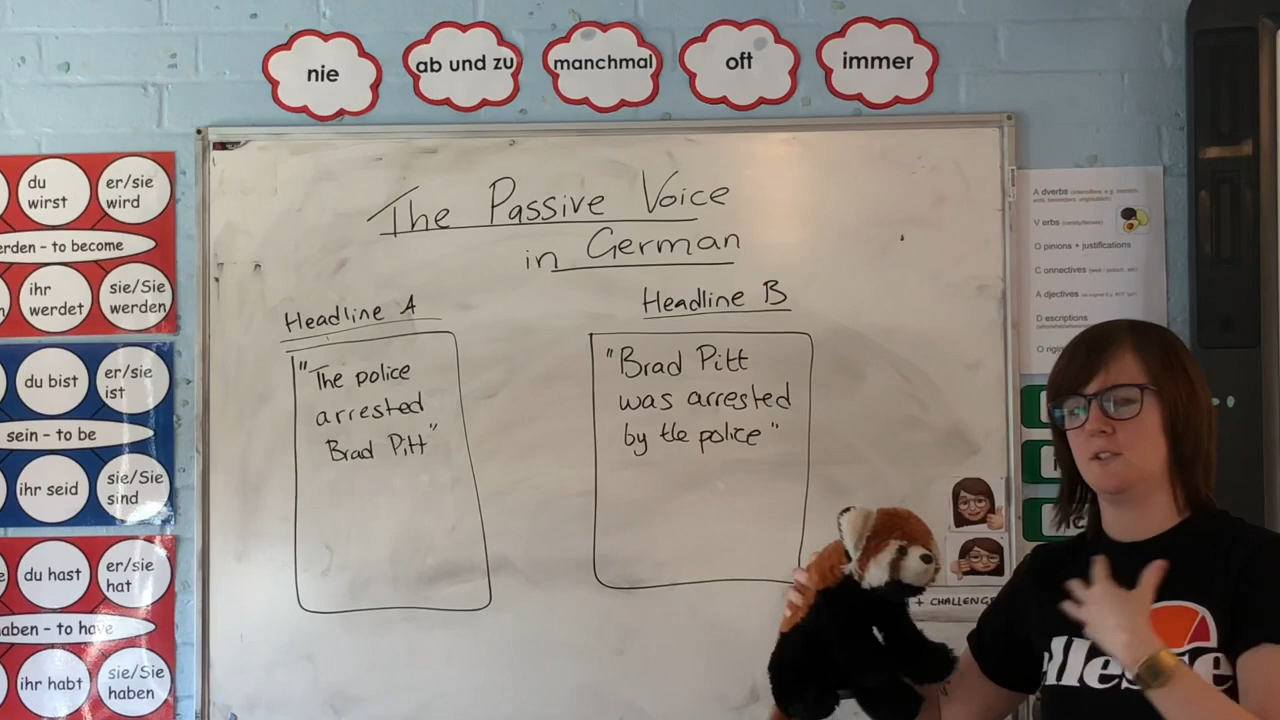 nie
ab und zu
manchmal
oft
immer
du
wirst
er/sie
wird
erden – to become
ihr
werdet
sie/Sie
werden
du bist
er/sie
ist
sein – to be
ihr seid
sie/Sie
sind
du hast
er/sie
hat
aben – to have
ihr habt
sie/Sie
haben
The Passive Voice
in German
Headline A
"The police
arrested
Brad Pitt"
Headline B
"Brad Pitt
was arrested
by the police"
A dverbs
V erbs
O pinions + justifications
C onnectives
A djectives
D escriptions
O rigin
+ CHALLENGE
ellesse